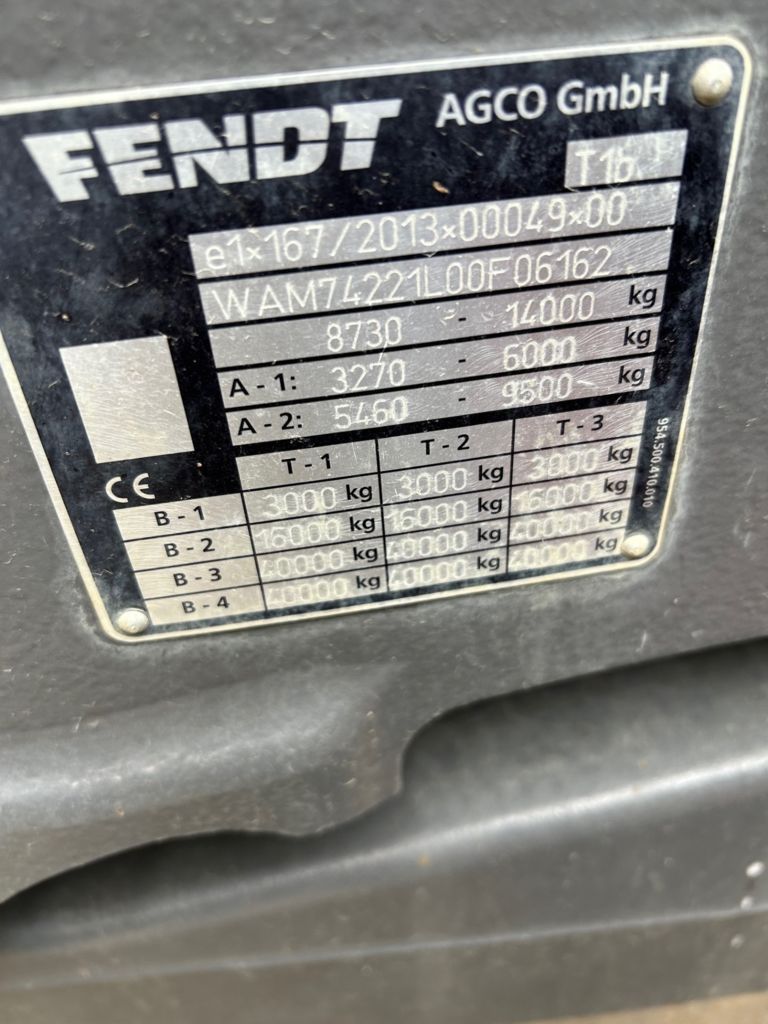 FENDT AGCO GmbH
T1b
e1×167/2013×00049×00
WAM74221L00F06162
8730 - 14000 kg
A - 1: 3270 - 6000 kg
A - 2: 5460 - 9500 kg
T - 1 T - 2 T - 3
B - 1 3000 kg 3000 kg 3000 kg
B - 2 16000 kg 16000 kg 16000 kg
B - 3 40000 kg 40000 kg 40000 kg
B - 4 40000 kg 40000 kg 40000 kg
CE
954.500.410.010